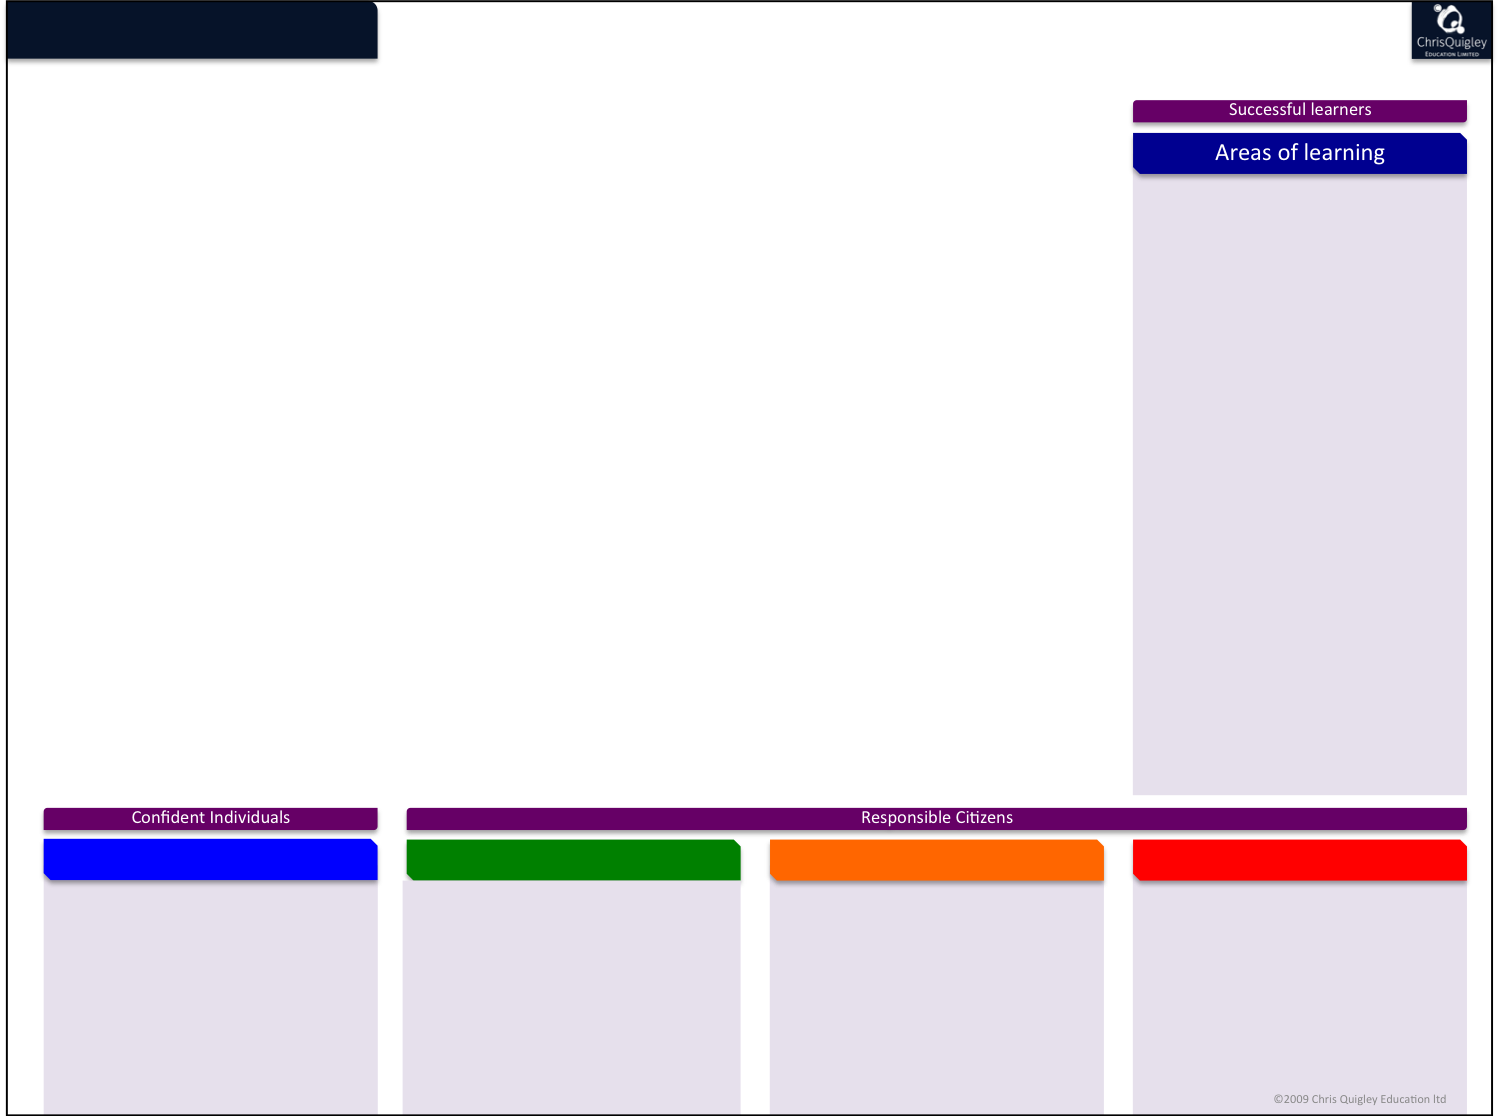 ChrisQuigley
EDUCATION LIMITED
Successful learners
Areas of learning
Confident Individuals
Responsible Citizens
©2009 Chris Quigley Education ltd